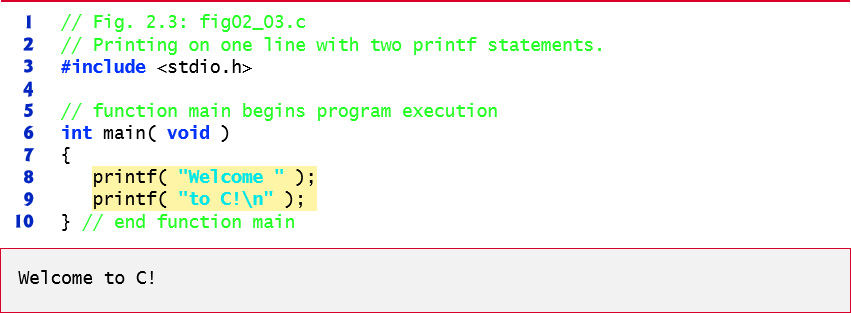 1 // Fig. 2.3: fig02_03.c
2 // Printing on one line with two printf statements.
3 #include <stdio.h>
4
5 // function main begins program execution
6 int main( void )
7 {
8 printf( "Welcome " );
9 printf( "to C!\n" );
10 } // end function main
Welcome to C!